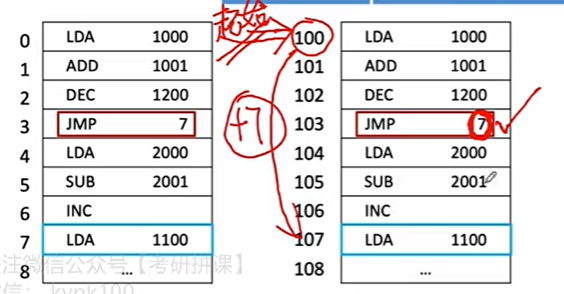 起始
0 LDA 1000 100 LDA 1000
1 ADD 1001 101 ADD 1001
2 DEC 1200 102 DEC 1200
3 JMP 7 +7 103 JMP 7
4 LDA 2000 104 LDA 2000
5 SUB 2001 105 SUB 2001
6 INC 106 INC
7 LDA 1100 107 LDA 1100
注微信公众号【考研拼课】
8 ... 108 ...
信: kypk100